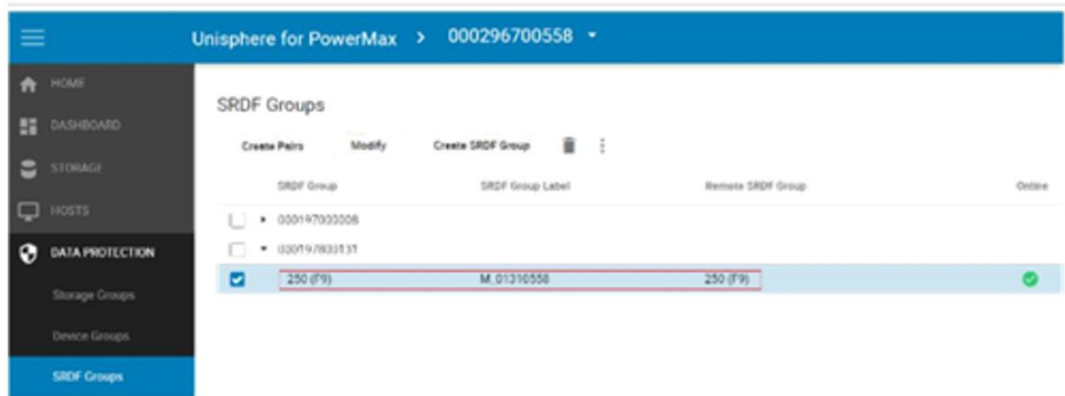 Unisphere for PowerMax > 000296700558
HOME
DASHBOARD
STORAGE
HOSTS
DATA PROTECTION
Storage Groups
Device Groups
SRDF Groups
SRDF Groups
Create Pairs Modify Create SRDF Group
SRDF Group SRDF Group Label Remote SRDF Group Online
000197000008
000197800131
250 (F9) M_01310558 250 (F9)